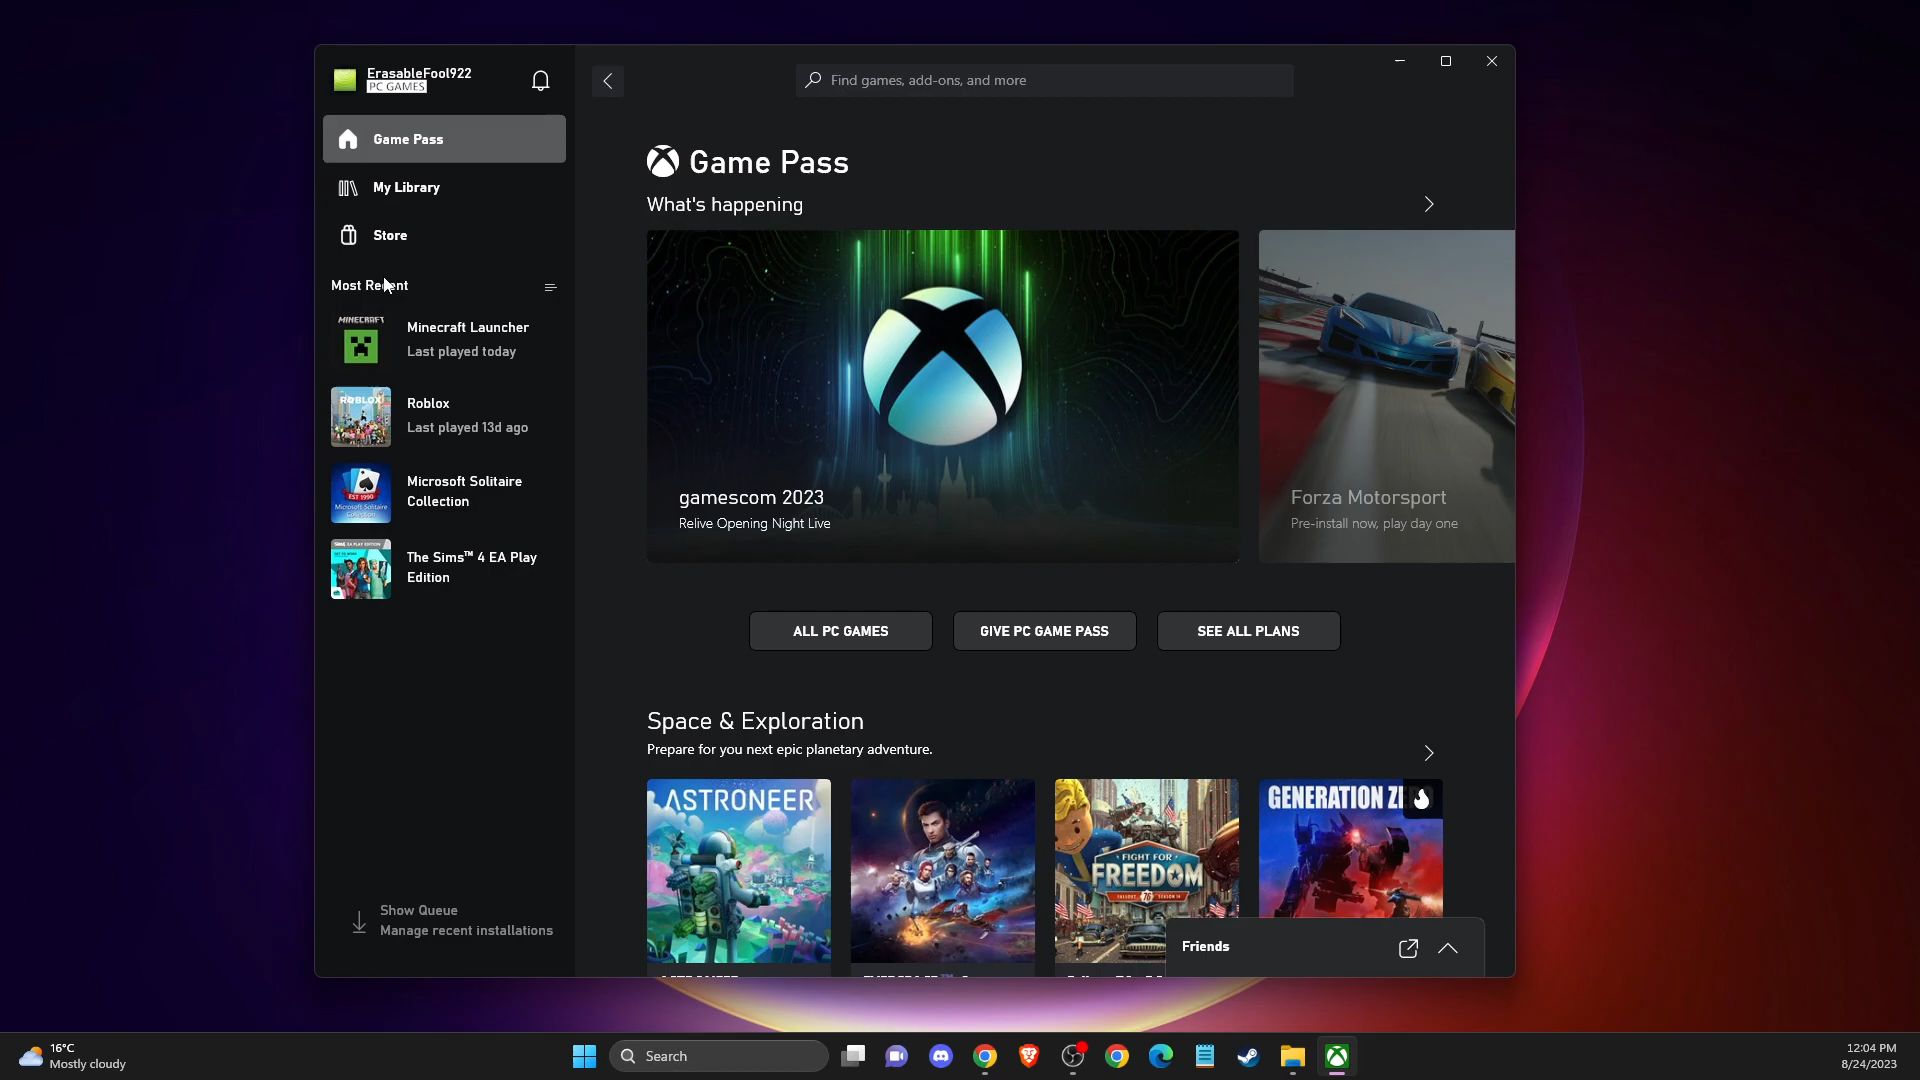 ErasableFool922
PC GAMES
Find games, add-ons, and more
Game Pass
My Library
Store
Most Recent
MINECRAFT
Minecraft Launcher
Last played today
ROBLOX
Roblox
Last played 13d ago
EST 1990
Microsoft Solitaire
Collection
Microsoft Solitaire
Collection
The Sims™ 4 EA Play
Edition
Show Queue
Manage recent installations
Game Pass
What's happening
gamescom 2023
Relive Opening Night Live
Forza Motorsport
Pre-install now, play day one
ALL PC GAMES
GIVE PC GAME PASS
SEE ALL PLANS
Space & Exploration
Prepare for you next epic planetary adventure.
ASTRONEER
FIGHT FOR
FREEDOM
GENERATION
Friends
16°C
Mostly cloudy
Search
12:04 PM
8/24/2023